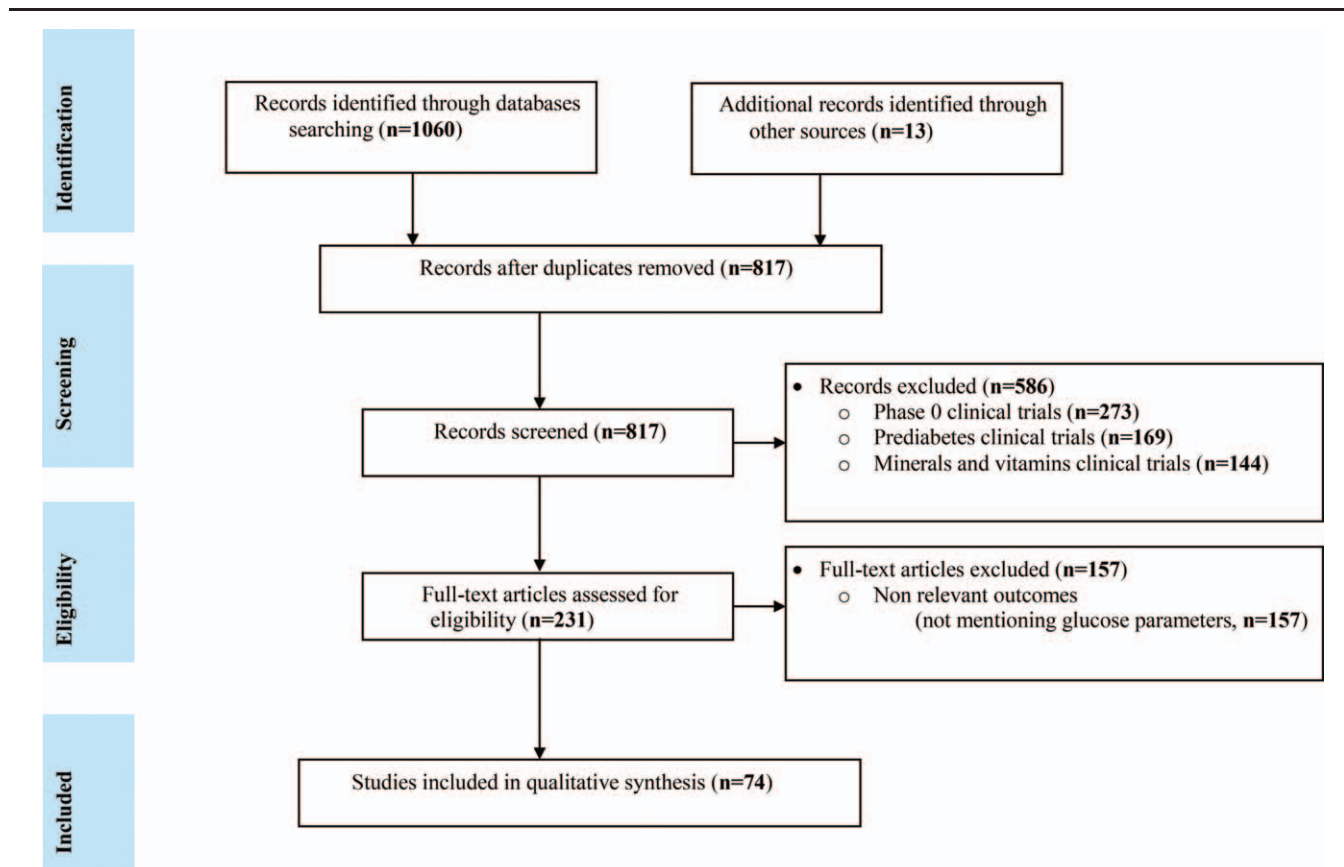 Identification
Records identified through databases
searching (n=1060)
Additional records identified through
other sources (n=13)
Records after duplicates removed (n=817)
Screening
Records screened (n=817)
• Records excluded (n=586)
o Phase 0 clinical trials (n=273)
o Prediabetes clinical trials (n=169)
o Minerals and vitamins clinical trials (n=144)
Eligibility
Full-text articles assessed for
eligibility (n=231)
• Full-text articles excluded (n=157)
o Non relevant outcomes
(not mentioning glucose parameters, n=157)
Included
Studies included in qualitative synthesis (n=74)